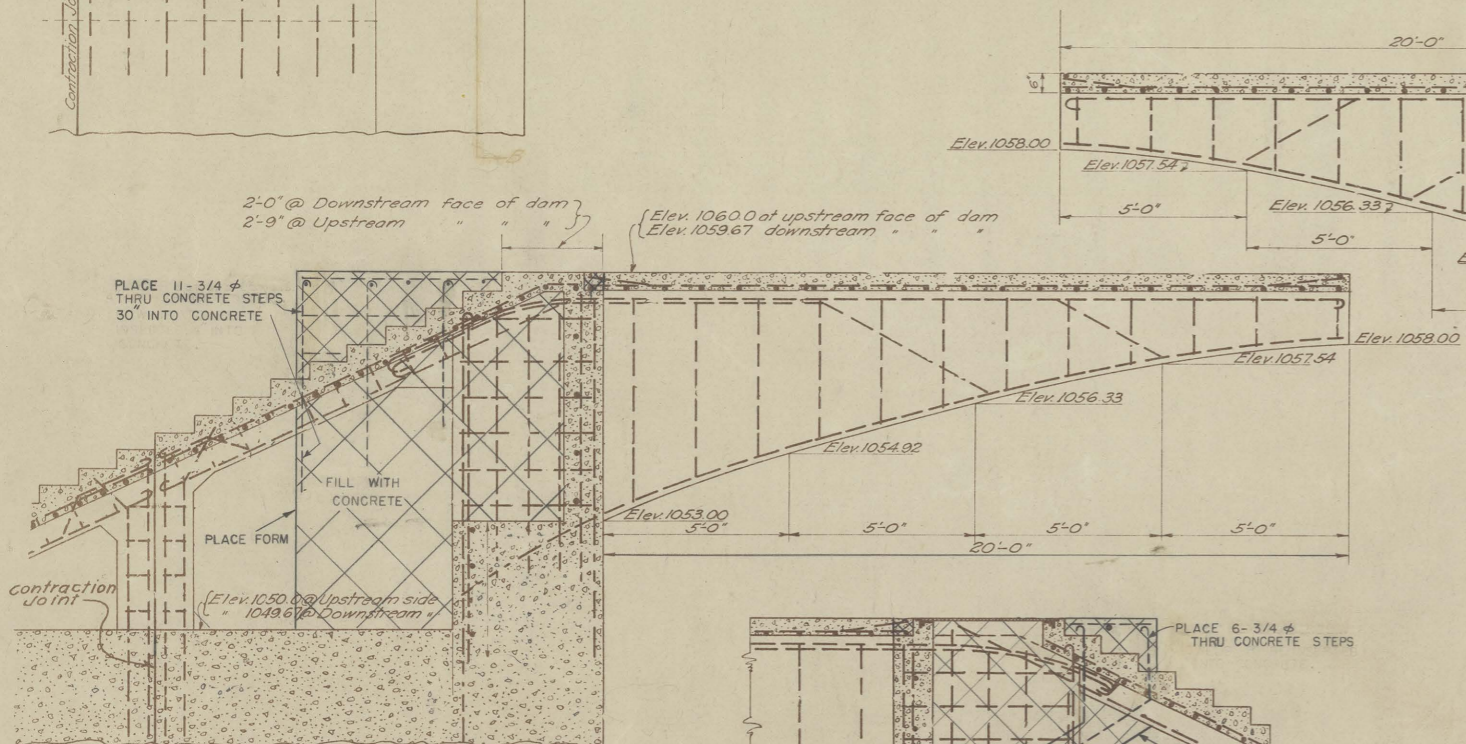 Contraction Jo
20'-0"
6"
Elev. 1058.00
Elev. 1057.54
Elev. 1056.33
5'-0"
5'-0"
2'-0" @ Downstream face of dam
2'-9" @ Upstream " " "
Elev. 1060.0 at upstream face of dam
Elev. 1059.67 downstream " " "
PLACE 11-3/4 φ
THRU CONCRETE STEPS
30" INTO CONCRETE
Elev. 1058.00
Elev. 1057.54
Elev. 1056.33
Elev. 1054.92
FILL WITH
CONCRETE
Elev. 1053.00
5'-0" 5'-0" 5'-0" 5'-0"
20'-0"
PLACE FORM
Contraction
Joint
Elev. 1050.0 @ Upstream side
" 1049.67 @ Downstream "
PLACE 6-3/4 φ
THRU CONCRETE STEPS